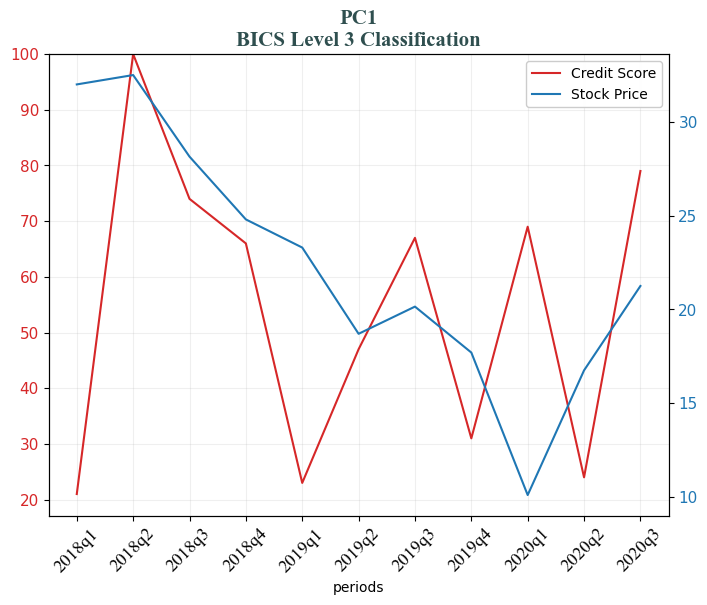 PC1
BICS Level 3 Classification
Credit Score
Stock Price
100
90
80
70
60
50
40
30
20
30
25
20
15
10
2018q1
2018q2
2018q3
2018q4
2019q1
2019q2
2019q3
2019q4
2020q1
2020q2
2020q3
periods